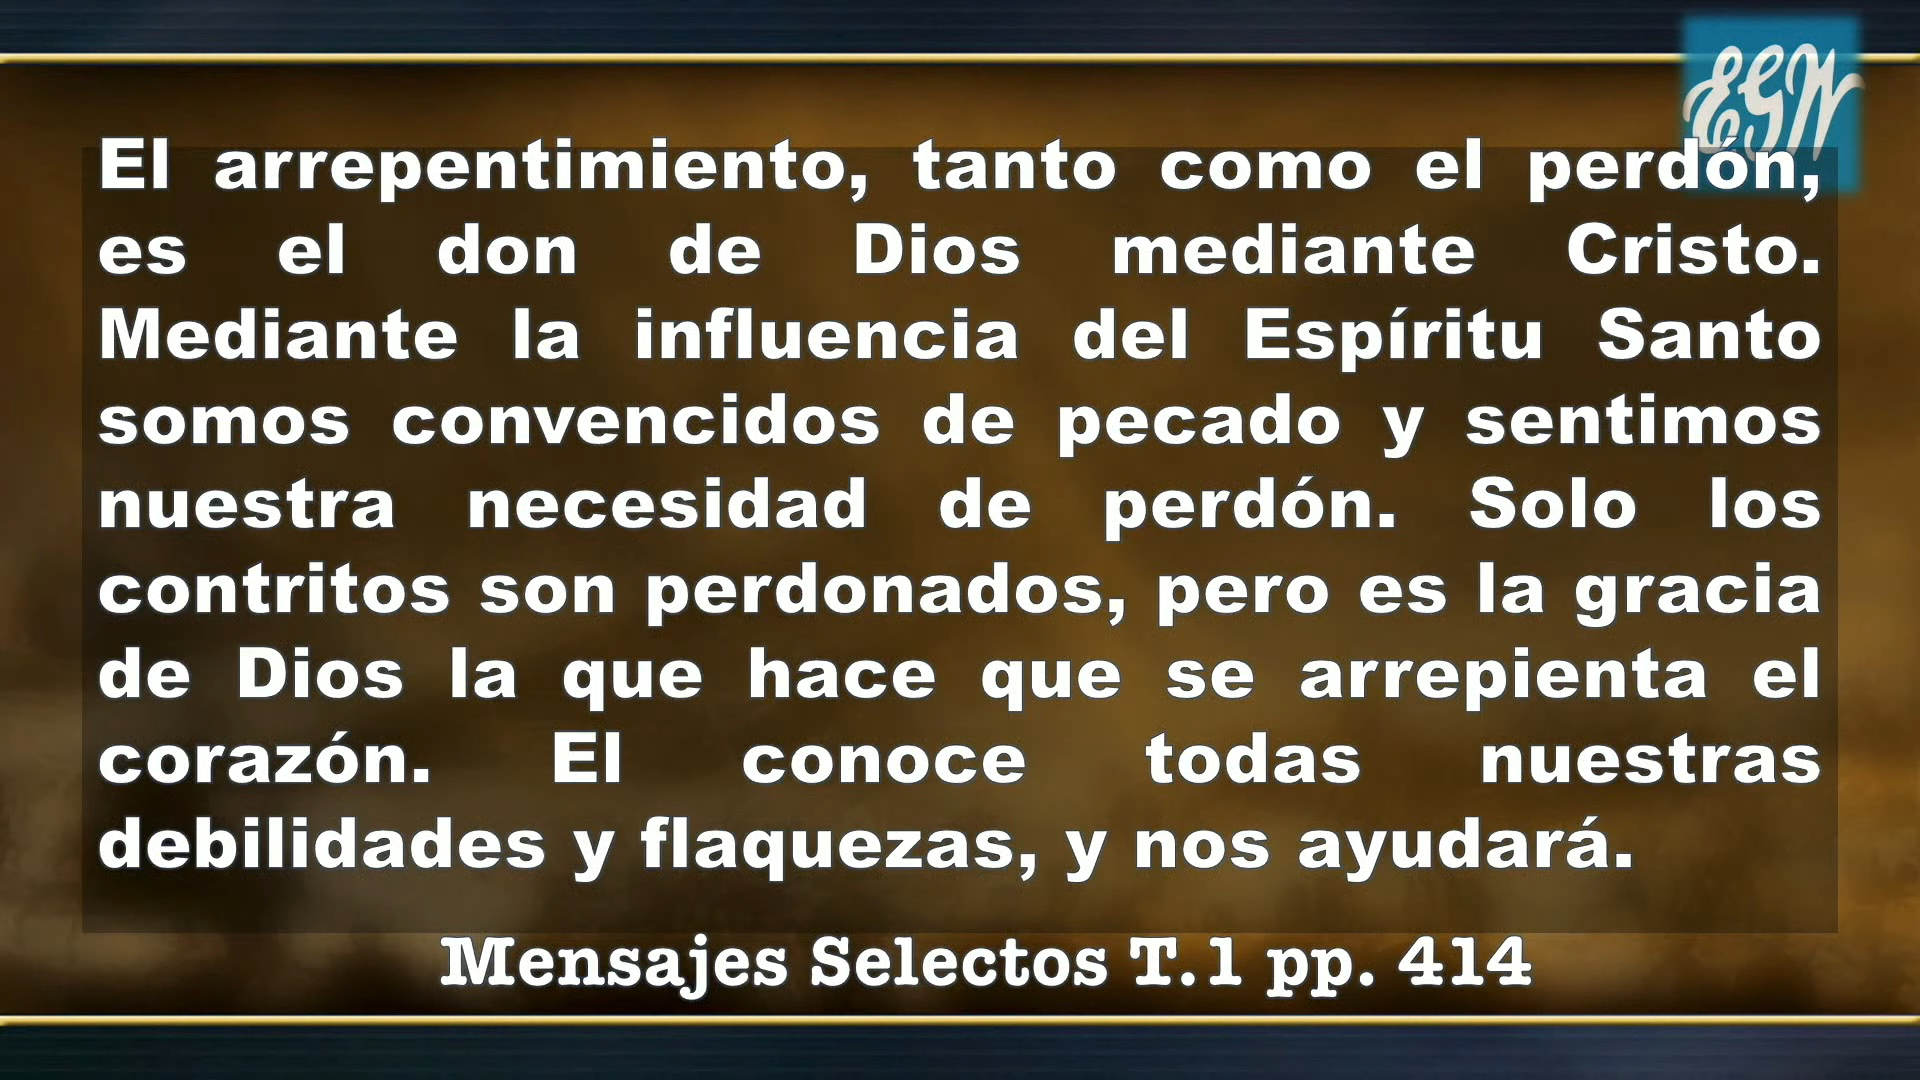 EGW
El arrepentimiento, tanto como el perdón,
es el don de Dios mediante Cristo.
Mediante la influencia del Espíritu Santo
somos convencidos de pecado y sentimos
nuestra necesidad de perdón. Solo los
contritos son perdonados, pero es la gracia
de Dios la que hace que se arrepienta el
corazón. El conoce todas nuestras
debilidades y flaquezas, y nos ayudará.
Mensajes Selectos T.1 pp. 414